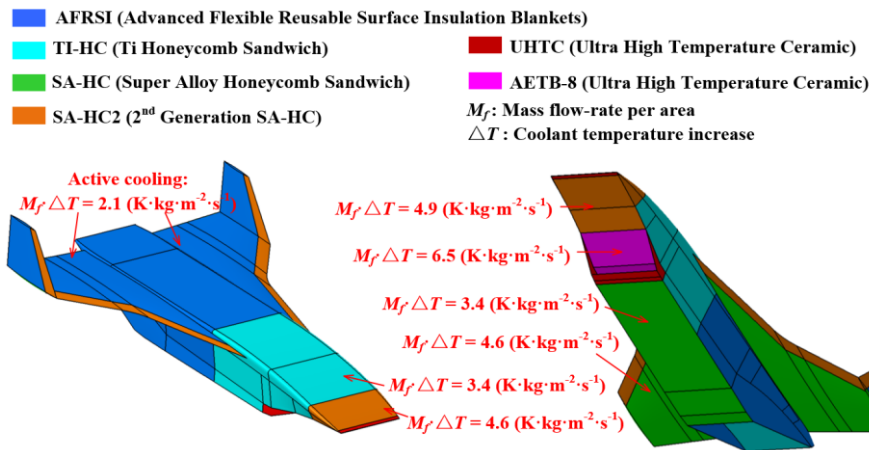 AFRSI (Advanced Flexible Reusable Surface Insulation Blankets)
TI-HC (Ti Honeycomb Sandwich)
SA-HC (Super Alloy Honeycomb Sandwich)
SA-HC2 (2nd Generation SA-HC)
UHTC (Ultra High Temperature Ceramic)
AETB-8 (Ultra High Temperature Ceramic)
Mf: Mass flow-rate per area
△T : Coolant temperature increase
Active cooling:
Mf·△T = 2.1 (K·kg·m-2·s-1)
Mf·△T = 4.9 (K·kg·m-2·s-1)
Mf·△T = 6.5 (K·kg·m-2·s-1)
Mf·△T = 3.4 (K·kg·m-2·s-1)
Mf·△T = 4.6 (K·kg·m-2·s-1)
Mf·△T = 3.4 (K·kg·m-2·s-1)
Mf·△T = 4.6 (K·kg·m-2·s-1)